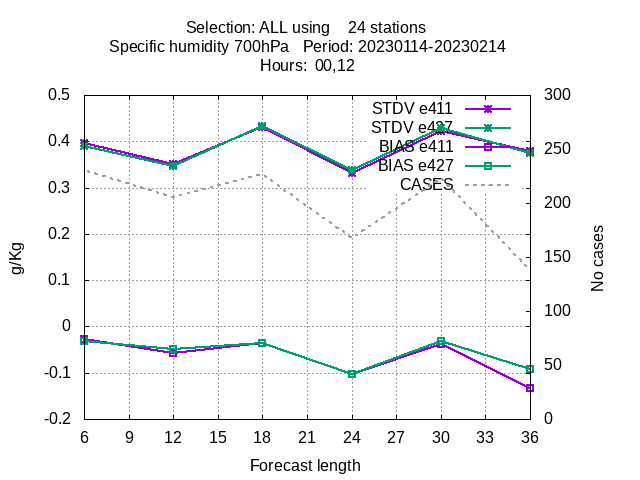 Selection: ALL using 24 stations
Specific humidity 700hPa Period: 20230114-20230214
Hours: 00,12
0.5
0.4
0.3
0.2
0.1
0
-0.1
-0.2
g/Kg
STDV e411
STDV e427
BIAS e411
BIAS e427
CASES
300
250
200
150
100
50
0
No cases
6 9 12 15 18 21 24 27 30 33 36
Forecast length